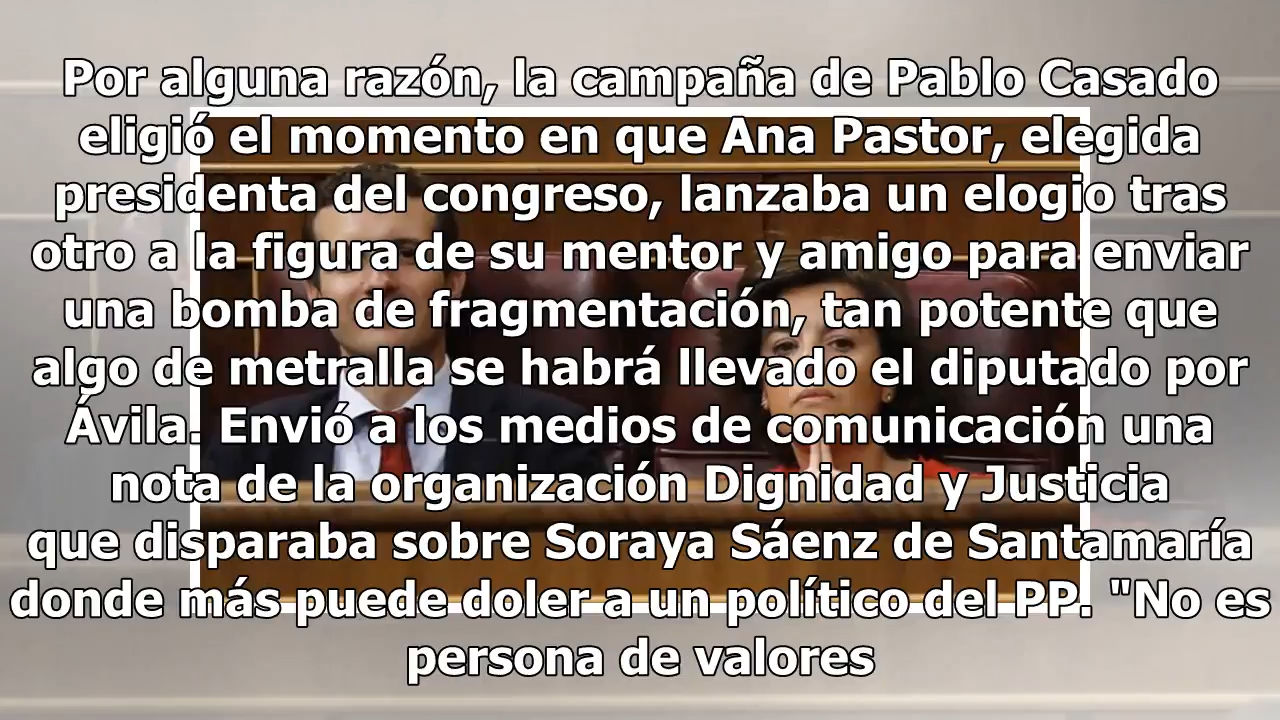 Por alguna razón, la campaña de Pablo Casado
eligió el momento en que Ana Pastor, elegida
presidenta del congreso, lanzaba un elogio tras
otro a la figura de su mentor y amigo para enviar
una bomba de fragmentación, tan potente que
algo de metralla se habrá llevado el diputado por
Ávila. Envió a los medios de comunicación una
nota de la organización Dignidad y Justicia
que disparaba sobre Soraya Sáenz de Santamaría
donde más puede doler a un político del PP. "No es
persona de valores